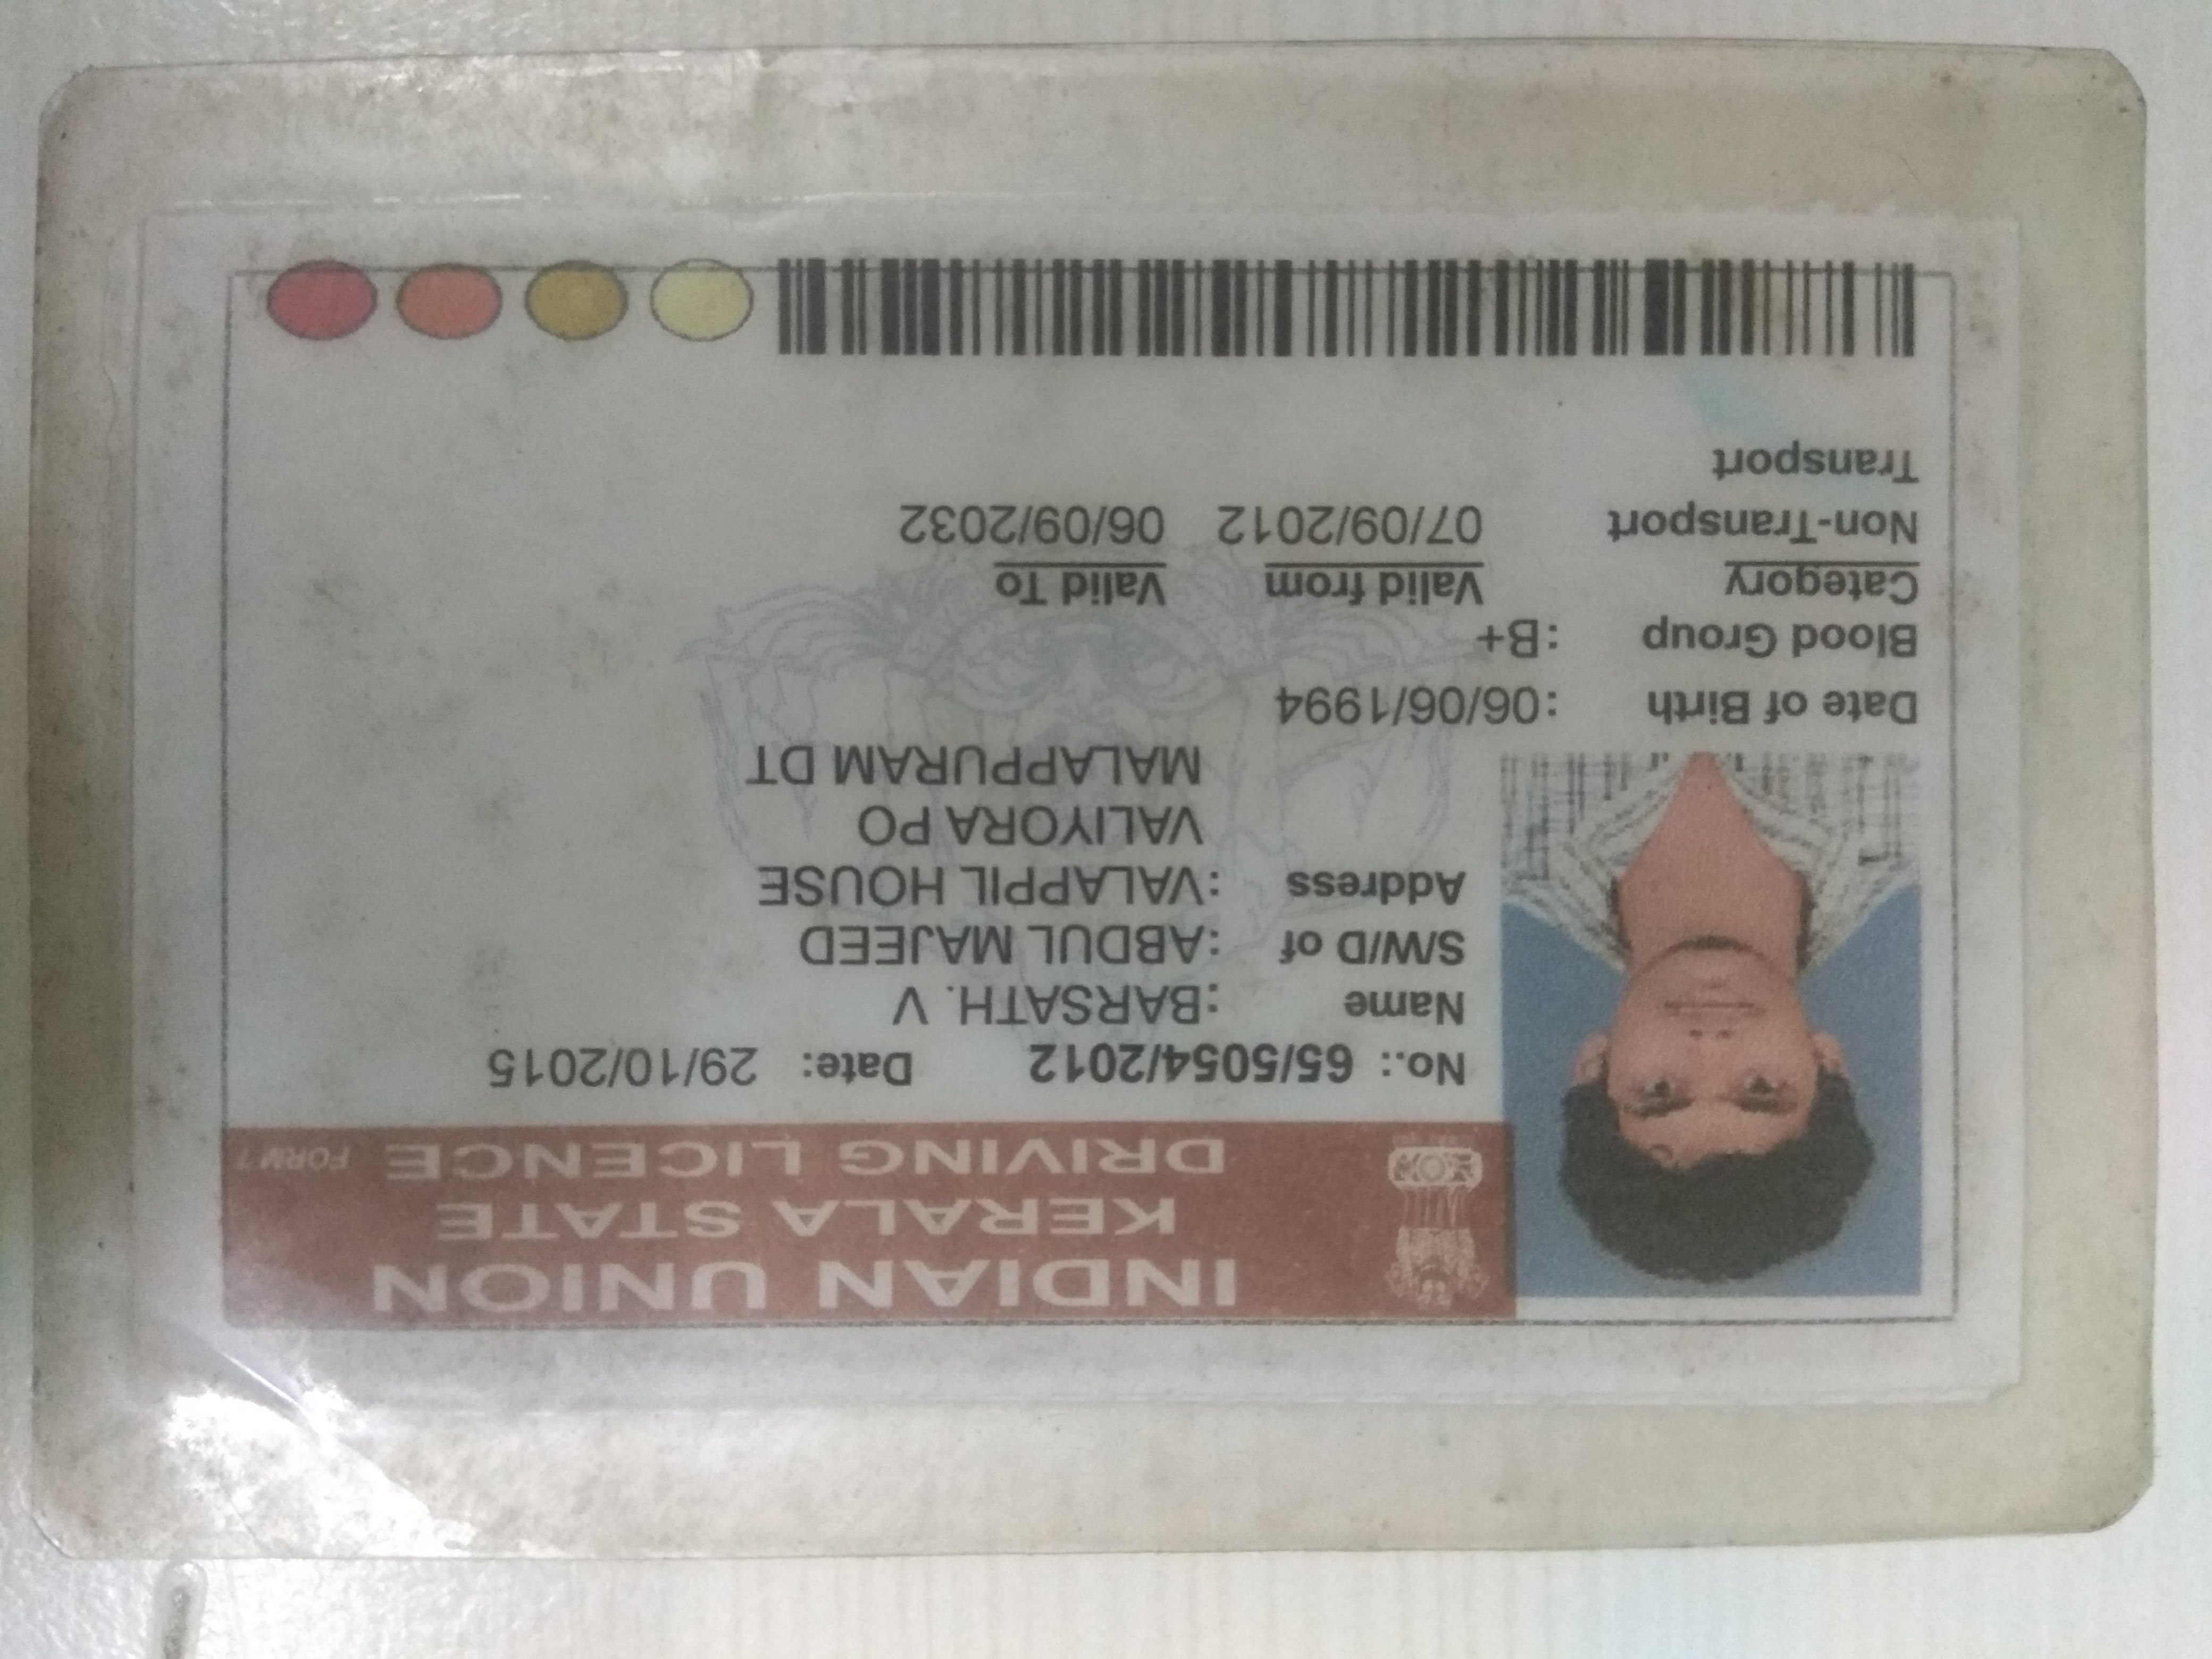 INDIAN UNION
KERALA STATE
DRIVING LICENCE FORM 7
No.: 65/5054/2012 Date: 29/10/2015
Name :BARSATH. V
S/W/D of :ABDUL MAJEED
Address :VALAPPIL HOUSE
VALIYORA PO
MALAPPURAM DT
Date of Birth :06/06/1994
Blood Group :B+
Category Valid from Valid To
Non-Transport 07/09/2012 06/09/2032
Transport